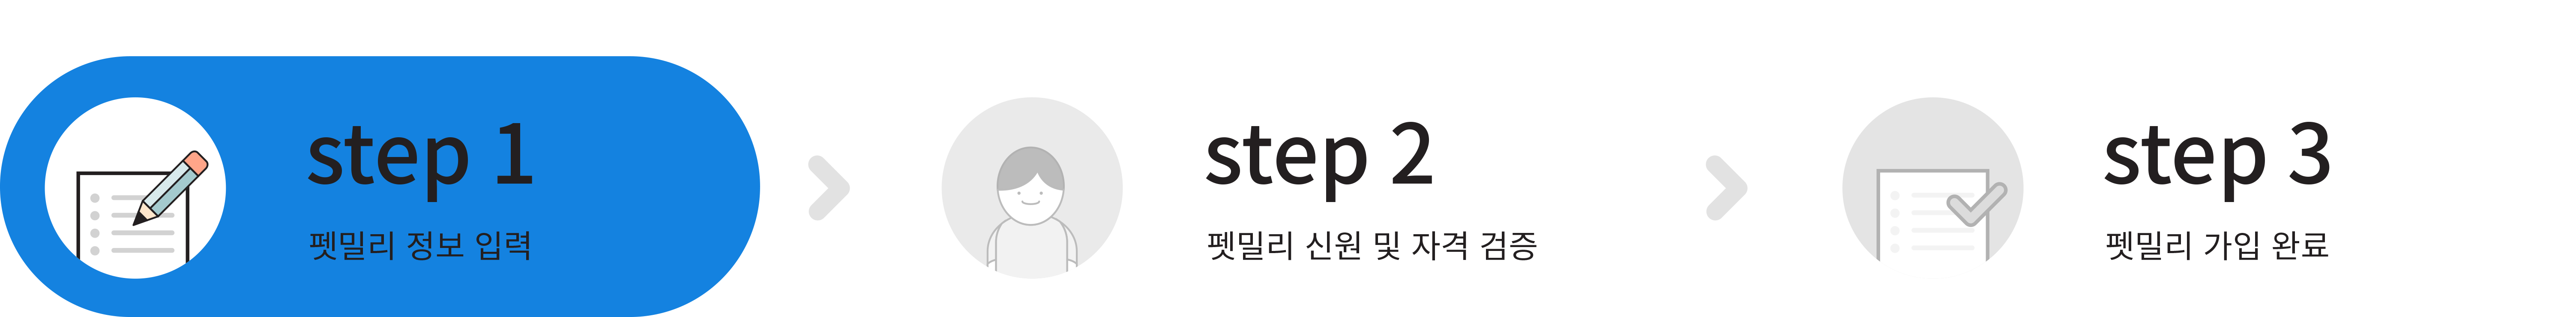 step 1
펫밀리 정보 입력
step 2
펫밀리 신원 및 자격 검증
step 3
펫밀리 가입 완료